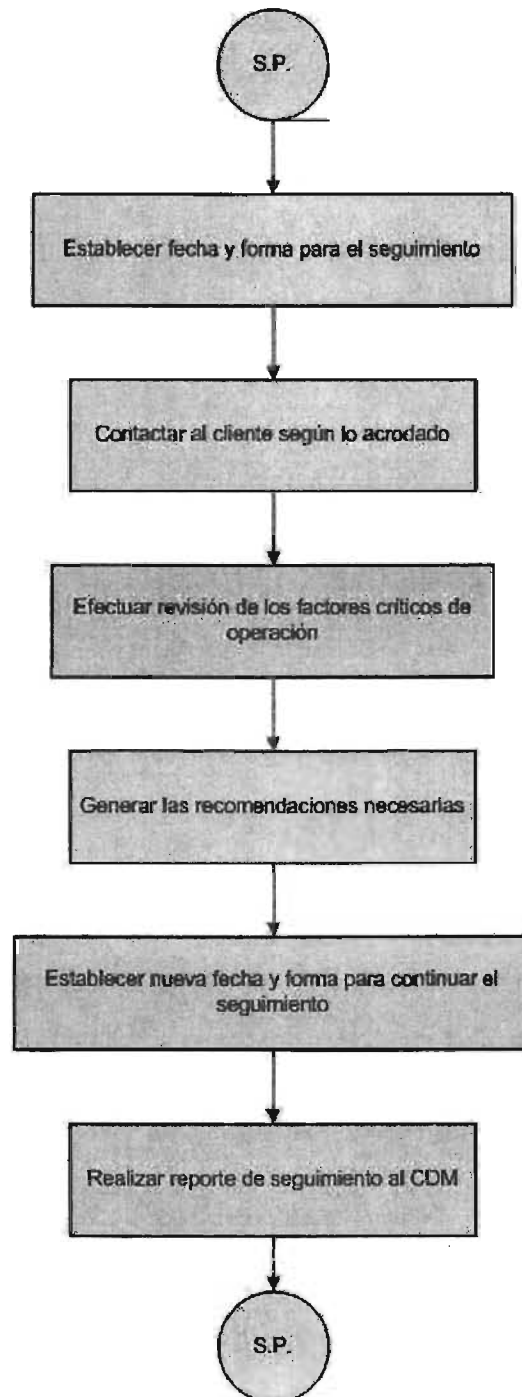 S.P.
Establecer fecha y forma para el seguimiento
Contactar al cliente según lo acrodado
Efectuar revisión de los factores críticos de
operación
Generar las recomendaciones necesarias
Establecer nueva fecha y forma para continuar el
seguimiento
Realizar reporte de seguimiento al CDM
S.P.